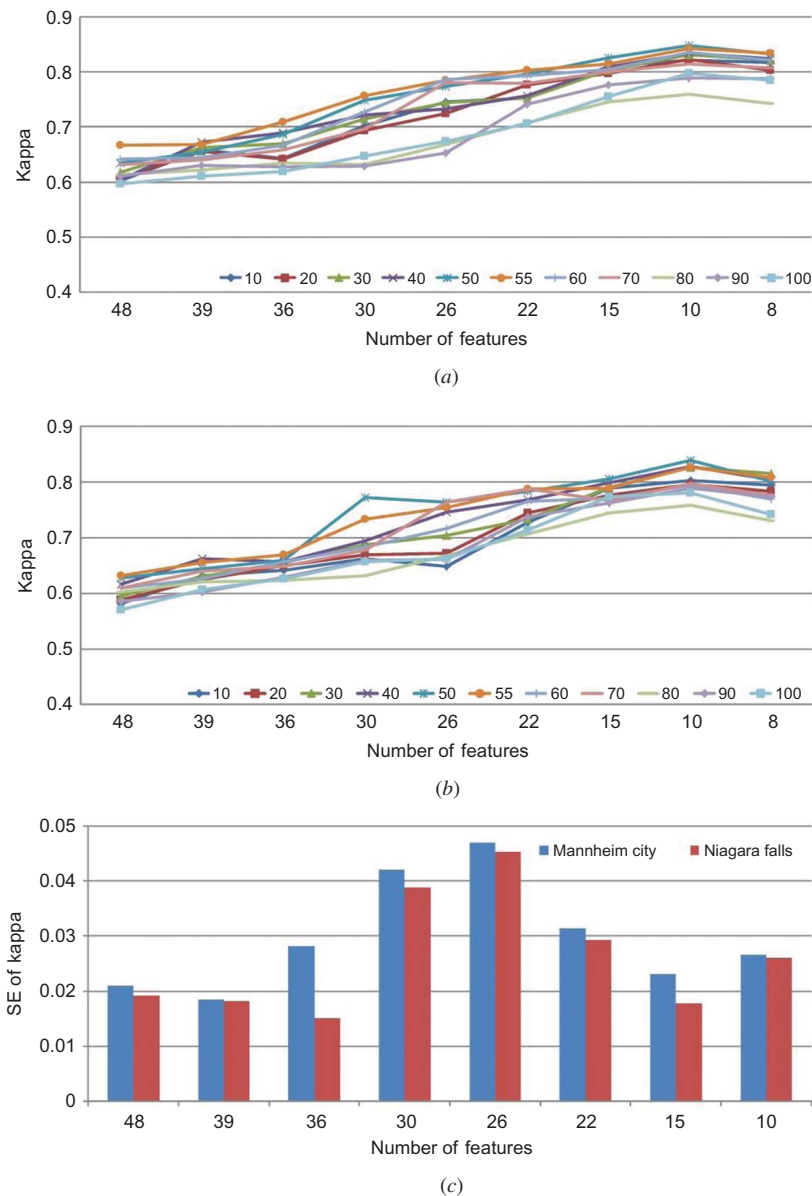 0.9
0.8
0.7
0.6
0.5
0.4
Kappa
10 20 30 40 50 55 60 70 80 90 100
48 39 36 30 26 22 15 10 8
Number of features
(a)
0.9
0.8
0.7
0.6
0.5
0.4
Kappa
10 20 30 40 50 55 60 70 80 90 100
48 39 36 30 26 22 15 10 8
Number of features
(b)
0.05
0.04
0.03
0.02
0.01
0
SE of kappa
Mannheim city Niagara falls
48 39 36 30 26 22 15 10
Number of features
(c)